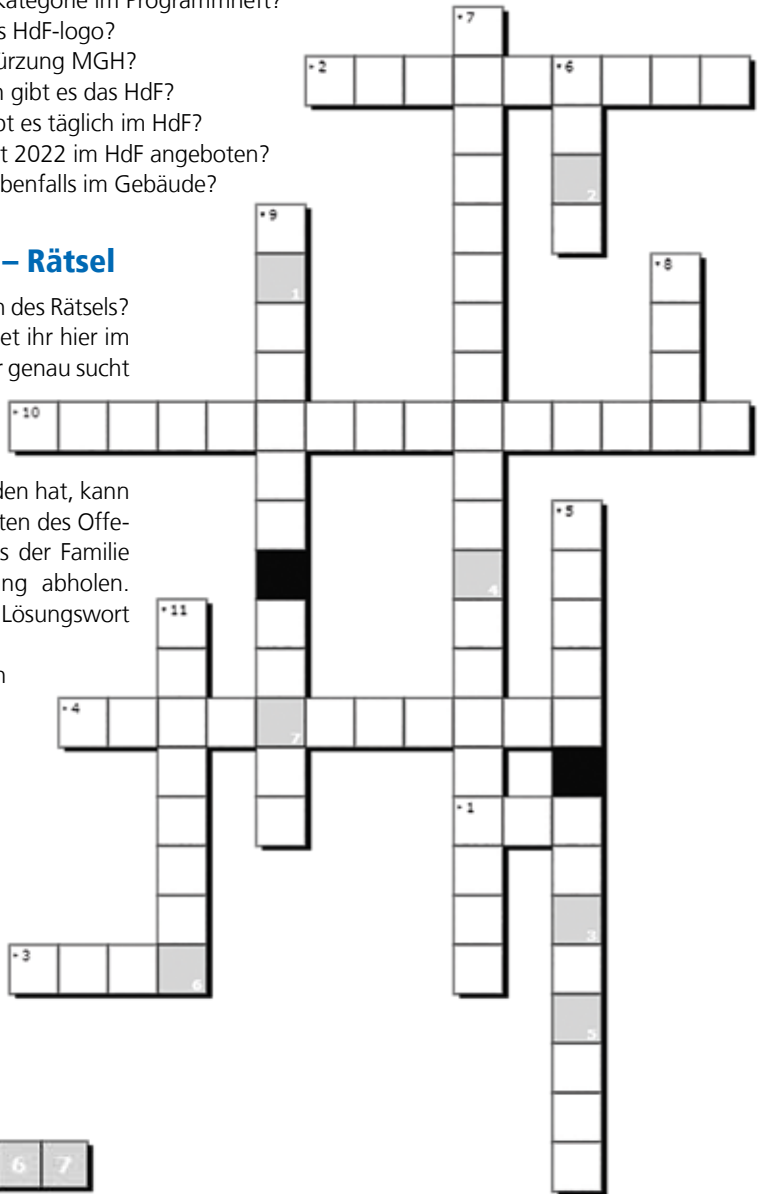 Kategorie im Programmheft?
s HdF-logo?
ürzung MGH?
n gibt es das HdF?
bt es täglich im HdF?
t 2022 im HdF angeboten?
benfalls im Gebäude?
– Rätsel
n des Rätsels?
et ihr hier im
r genau sucht
den hat, kann
ten des Offe-
s der Familie
ng abholen.
Lösungswort
n
7
2
6
2
9
1
8
10
5
4
11
4
7
1
3
3
6
5
6 7